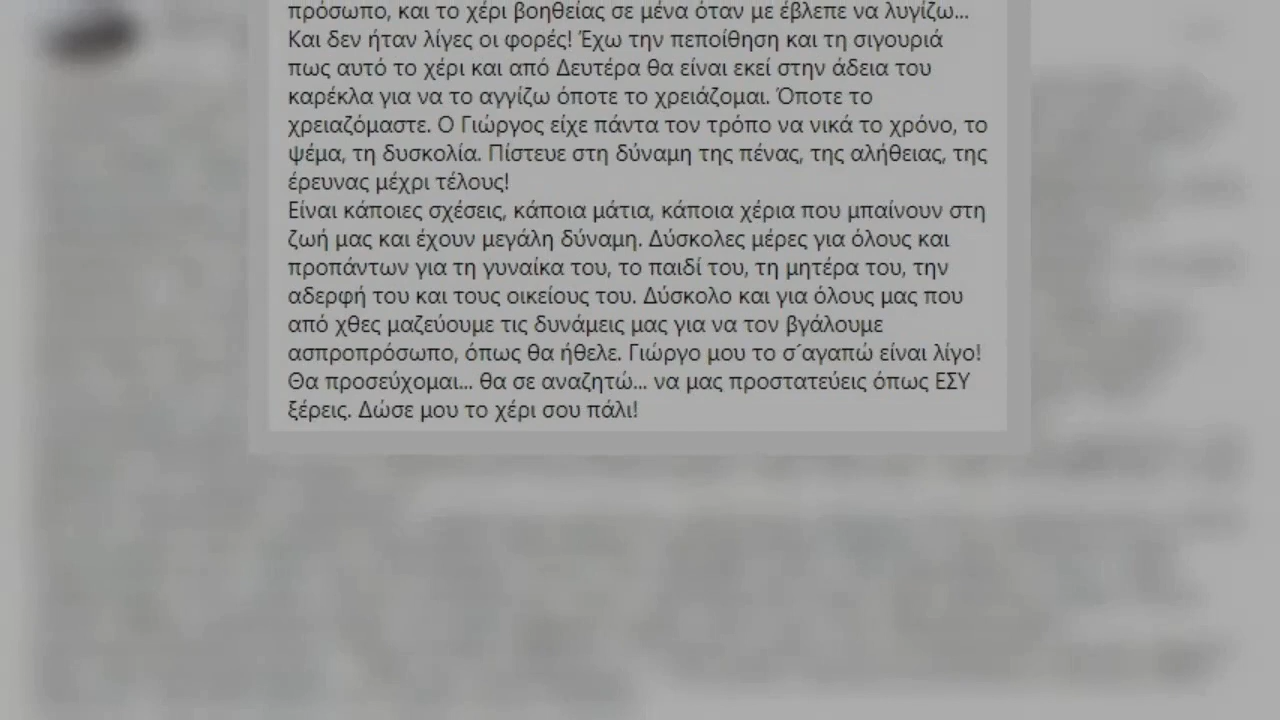 πρόσωπο, και το χέρι βοηθείας σε μένα όταν με έβλεπε να λυγίζω...
Και δεν ήταν λίγες οι φορές! Έχω την πεποίθηση και τη σιγουριά
πως αυτό το χέρι και από Δευτέρα θα είναι εκεί στην άδεια του
καρέκλα για να το αγγίζω όποτε το χρειάζομαι. Όποτε το
χρειαζόμαστε. Ο Γιώργος είχε πάντα τον τρόπο να νικά το χρόνο, το
ψέμα, τη δυσκολία. Πίστευε στη δύναμη της πένας, της αλήθειας, της
έρευνας μέχρι τέλους!
Είναι κάποιες σχέσεις, κάποια μάτια, κάποια χέρια που μπαίνουν στη
ζωή μας και έχουν μεγάλη δύναμη. Δύσκολες μέρες για όλους και
προπάντων για τη γυναίκα του, το παιδί του, τη μητέρα του, την
αδερφή του και τους οικείους του. Δύσκολο και για όλους μας που
από χθες μαζεύουμε τις δυνάμεις μας για να τον βγάλουμε
ασπροπρόσωπο, όπως θα ήθελε. Γιώργο μου το σ´αγαπώ είναι λίγο!
Θα προσεύχομαι... θα σε αναζητώ... να μας προστατεύεις όπως ΕΣΥ
ξέρεις. Δώσε μου το χέρι σου πάλι!